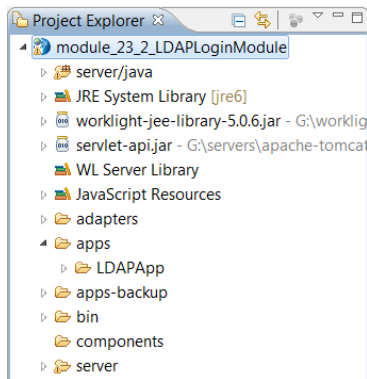 Project Explorer
module_23_2_LDAPLoginModule
server/java
JRE System Library [jre6]
worklight-jee-library-5.0.6.jar - G:\worklig
servlet-api.jar - G:\servers\apache-tomcat
WL Server Library
JavaScript Resources
adapters
apps
LDAPApp
apps-backup
bin
components
server